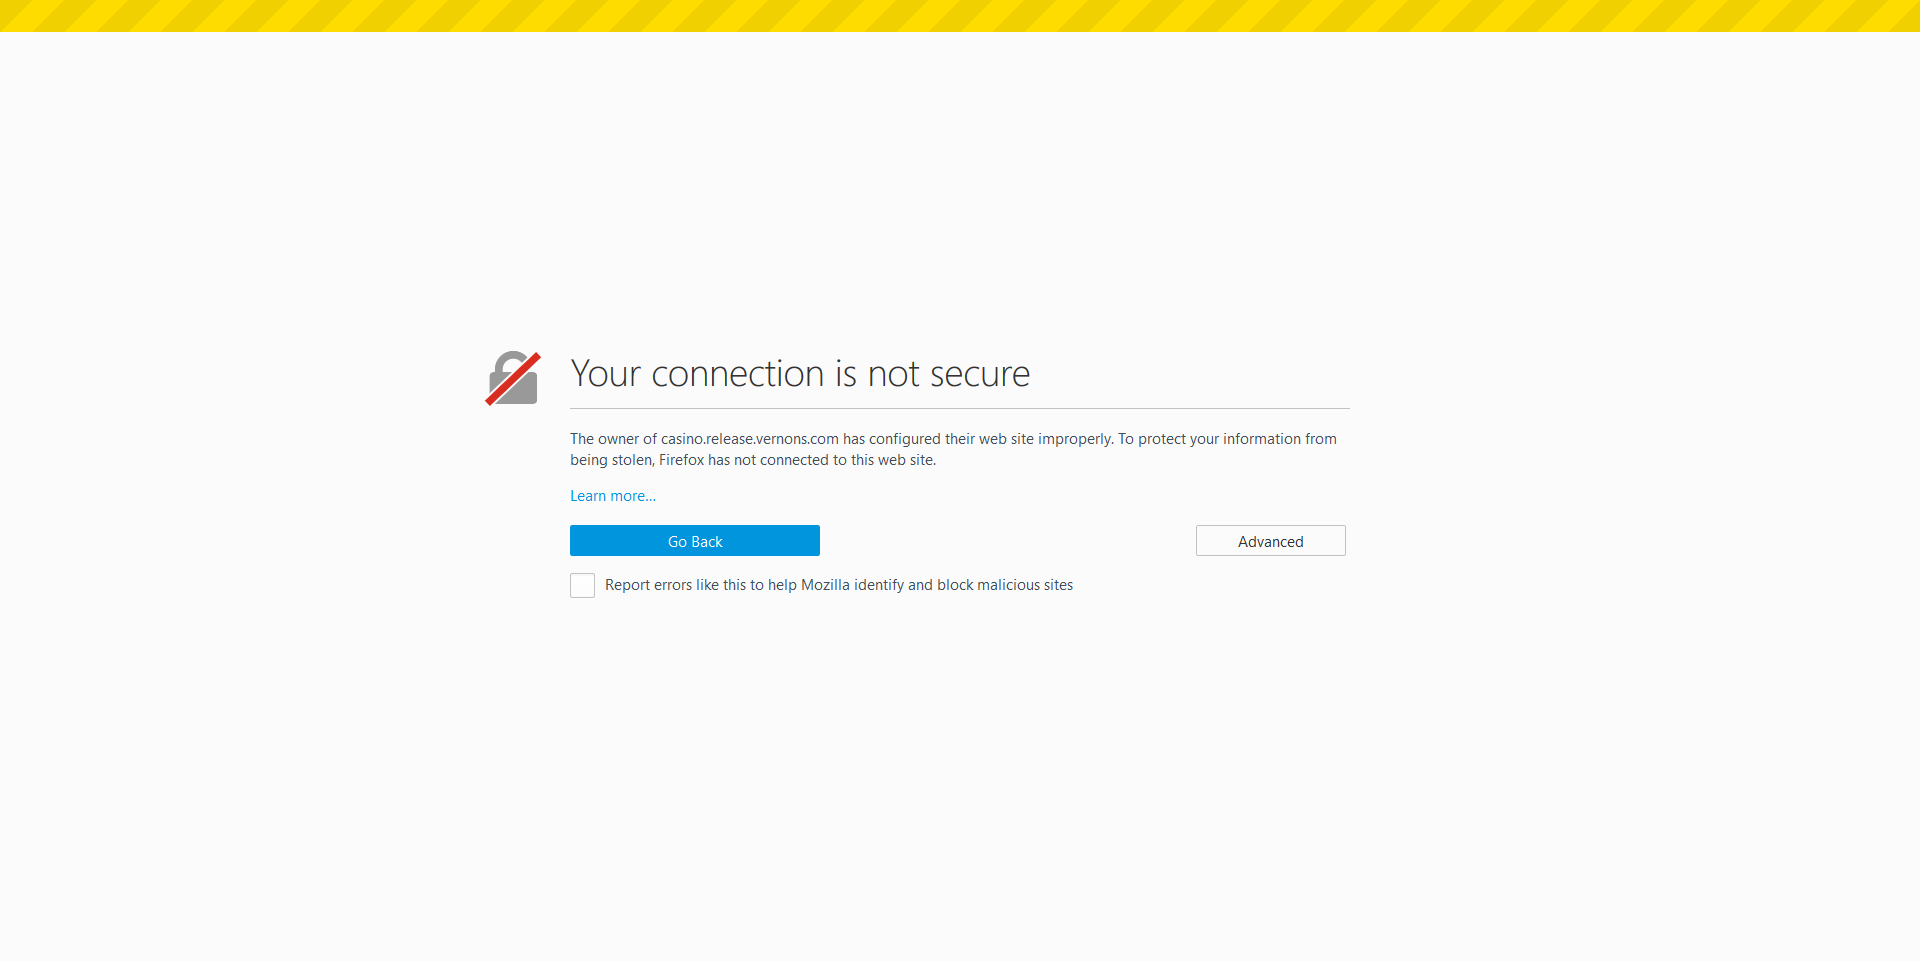 Your connection is not secure
The owner of casino.release.vernons.com has configured their web site improperly. To protect your information from
being stolen, Firefox has not connected to this web site.
Learn more...
Go Back
Advanced
Report errors like this to help Mozilla identify and block malicious sites